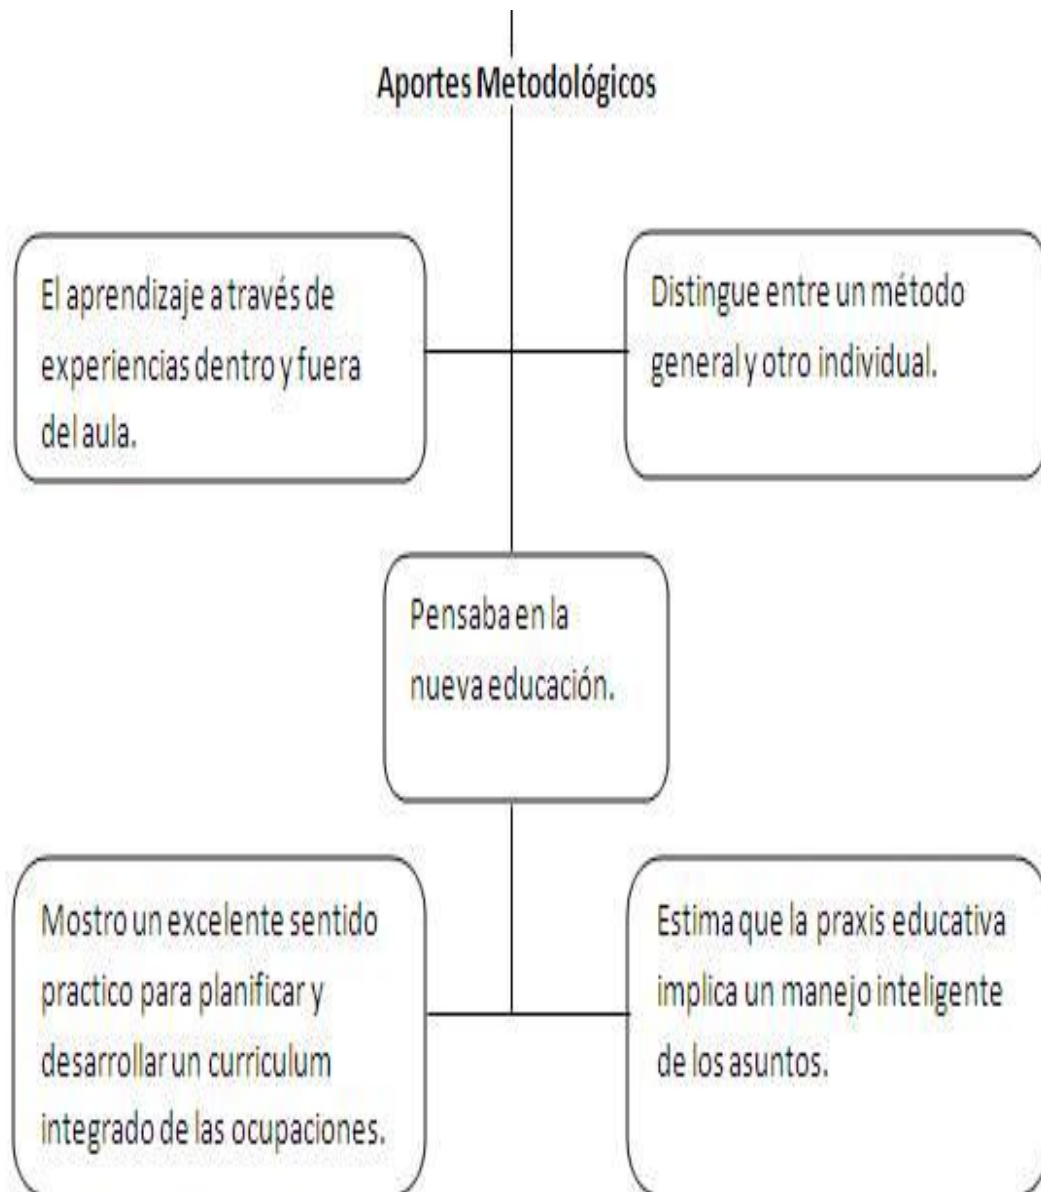 Aportes Metodológicos
El aprendizaje a través de
experiencias dentro y fuera
del aula.
Distingue entre un método
general y otro individual.
Pensaba en la
nueva educación.
Mostro un excelente sentido
practico para planificar y
desarrollar un curriculum
integrado de las ocupaciones.
Estima que la praxis educativa
implica un manejo inteligente
de los asuntos.